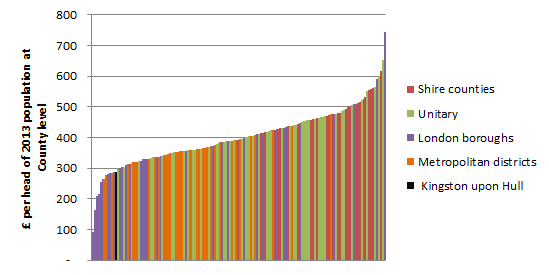 £ per head of 2013 population at
County level
800
700
600
500
400
300
200
100
Shire counties
Unitary
London boroughs
Metropolitan districts
Kingston upon Hull